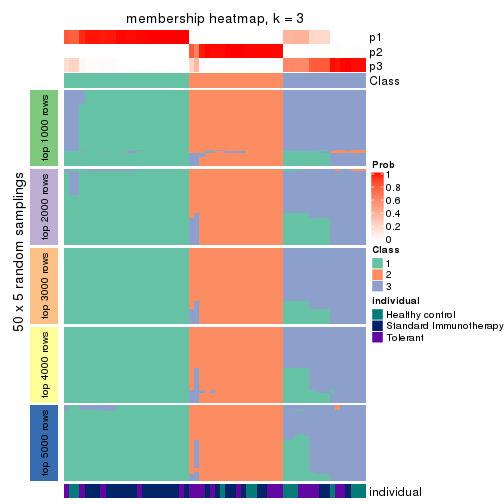 membership heatmap, k = 3
p1
p2
p3
Class
50 x 5 random samplings
top 1000 rows
top 2000 rows
top 3000 rows
top 4000 rows
top 5000 rows
Prob
1
0.8
0.6
0.4
0.2
0
Class
1
2
3
individual
Healthy control
Standard Immunotherapy
Tolerant
individual